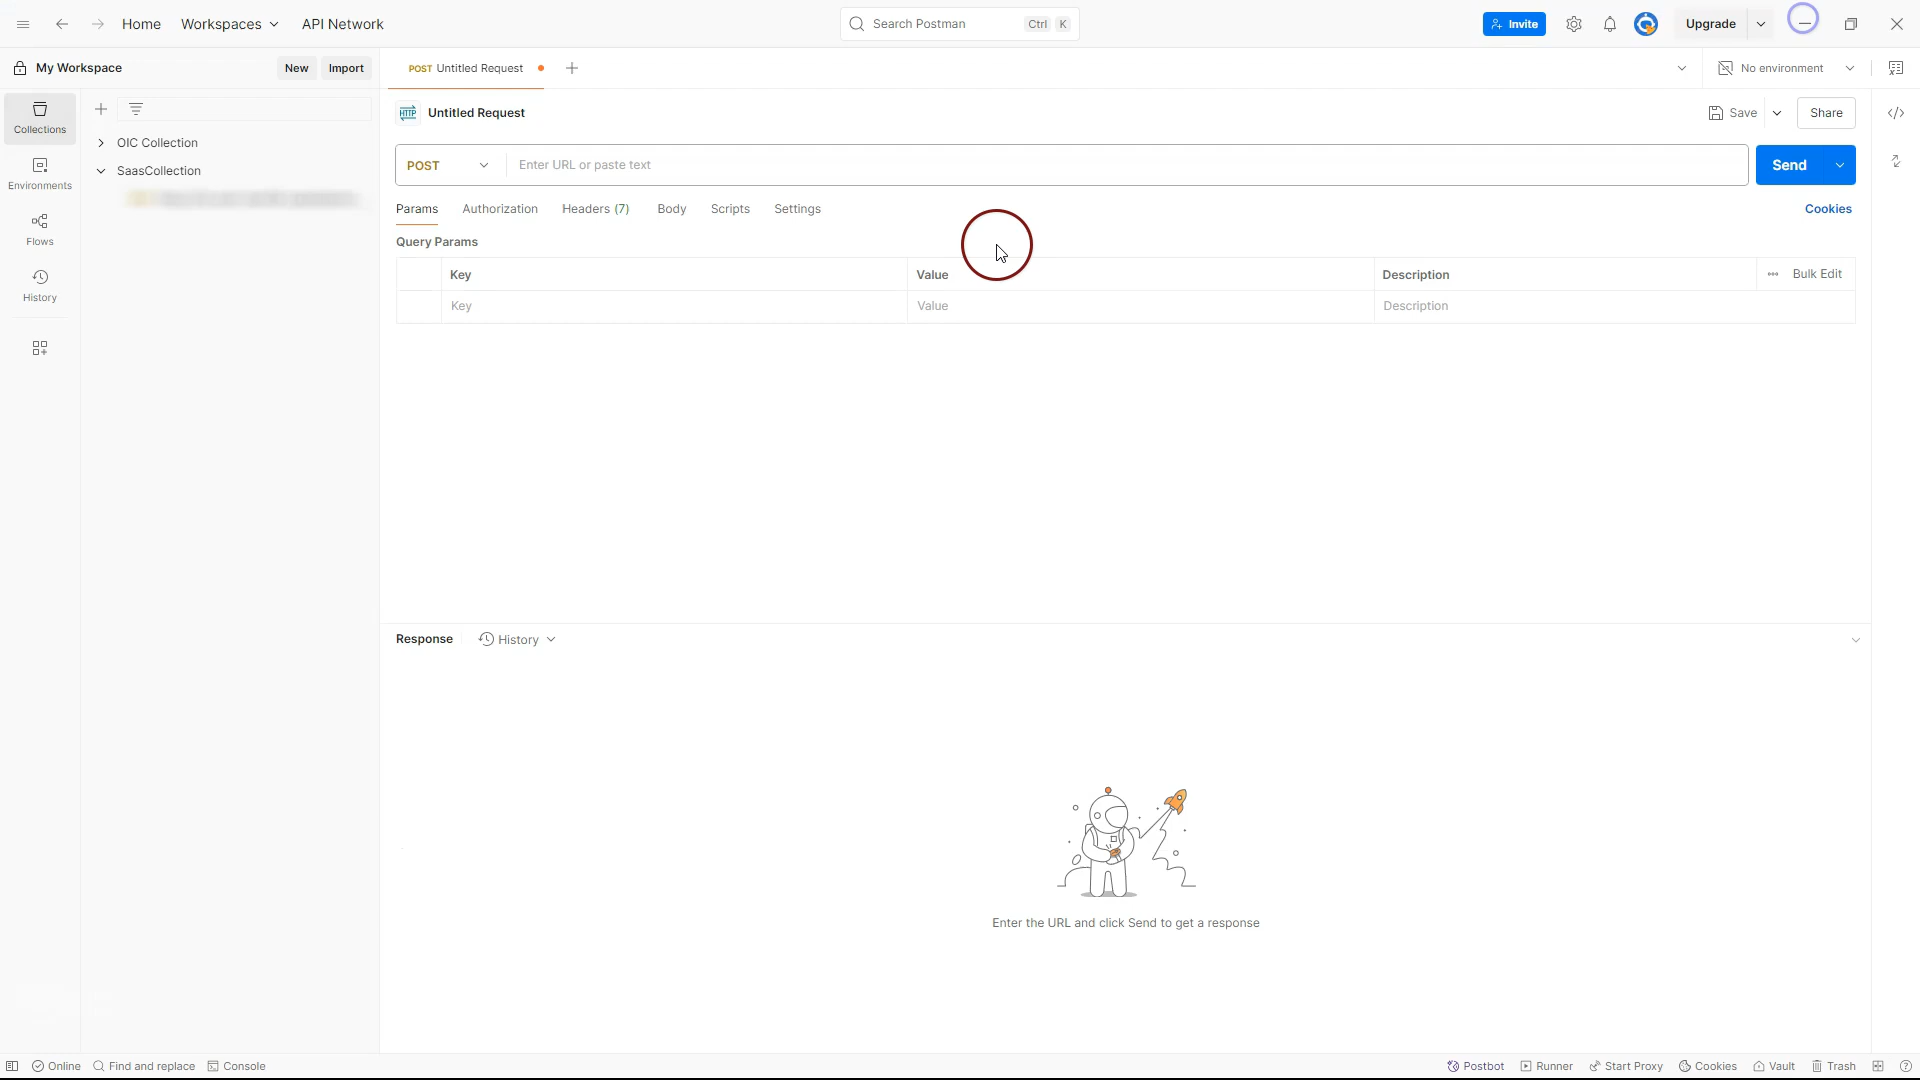 Home Workspaces API Network Search Postman Ctrl K Invite Upgrade
My Workspace New Import POST Untitled Request No environment
Collections
Environments
Flows
History
OIC Collection
SaasCollection
HTTP Untitled Request Save Share
POST Enter URL or paste text Send
Params Authorization Headers (7) Body Scripts Settings Cookies
Query Params
Key Value Description Bulk Edit
Key Value Description
Response History
Enter the URL and click Send to get a response
Online Find and replace Console Postbot Runner Start Proxy Cookies Vault Trash